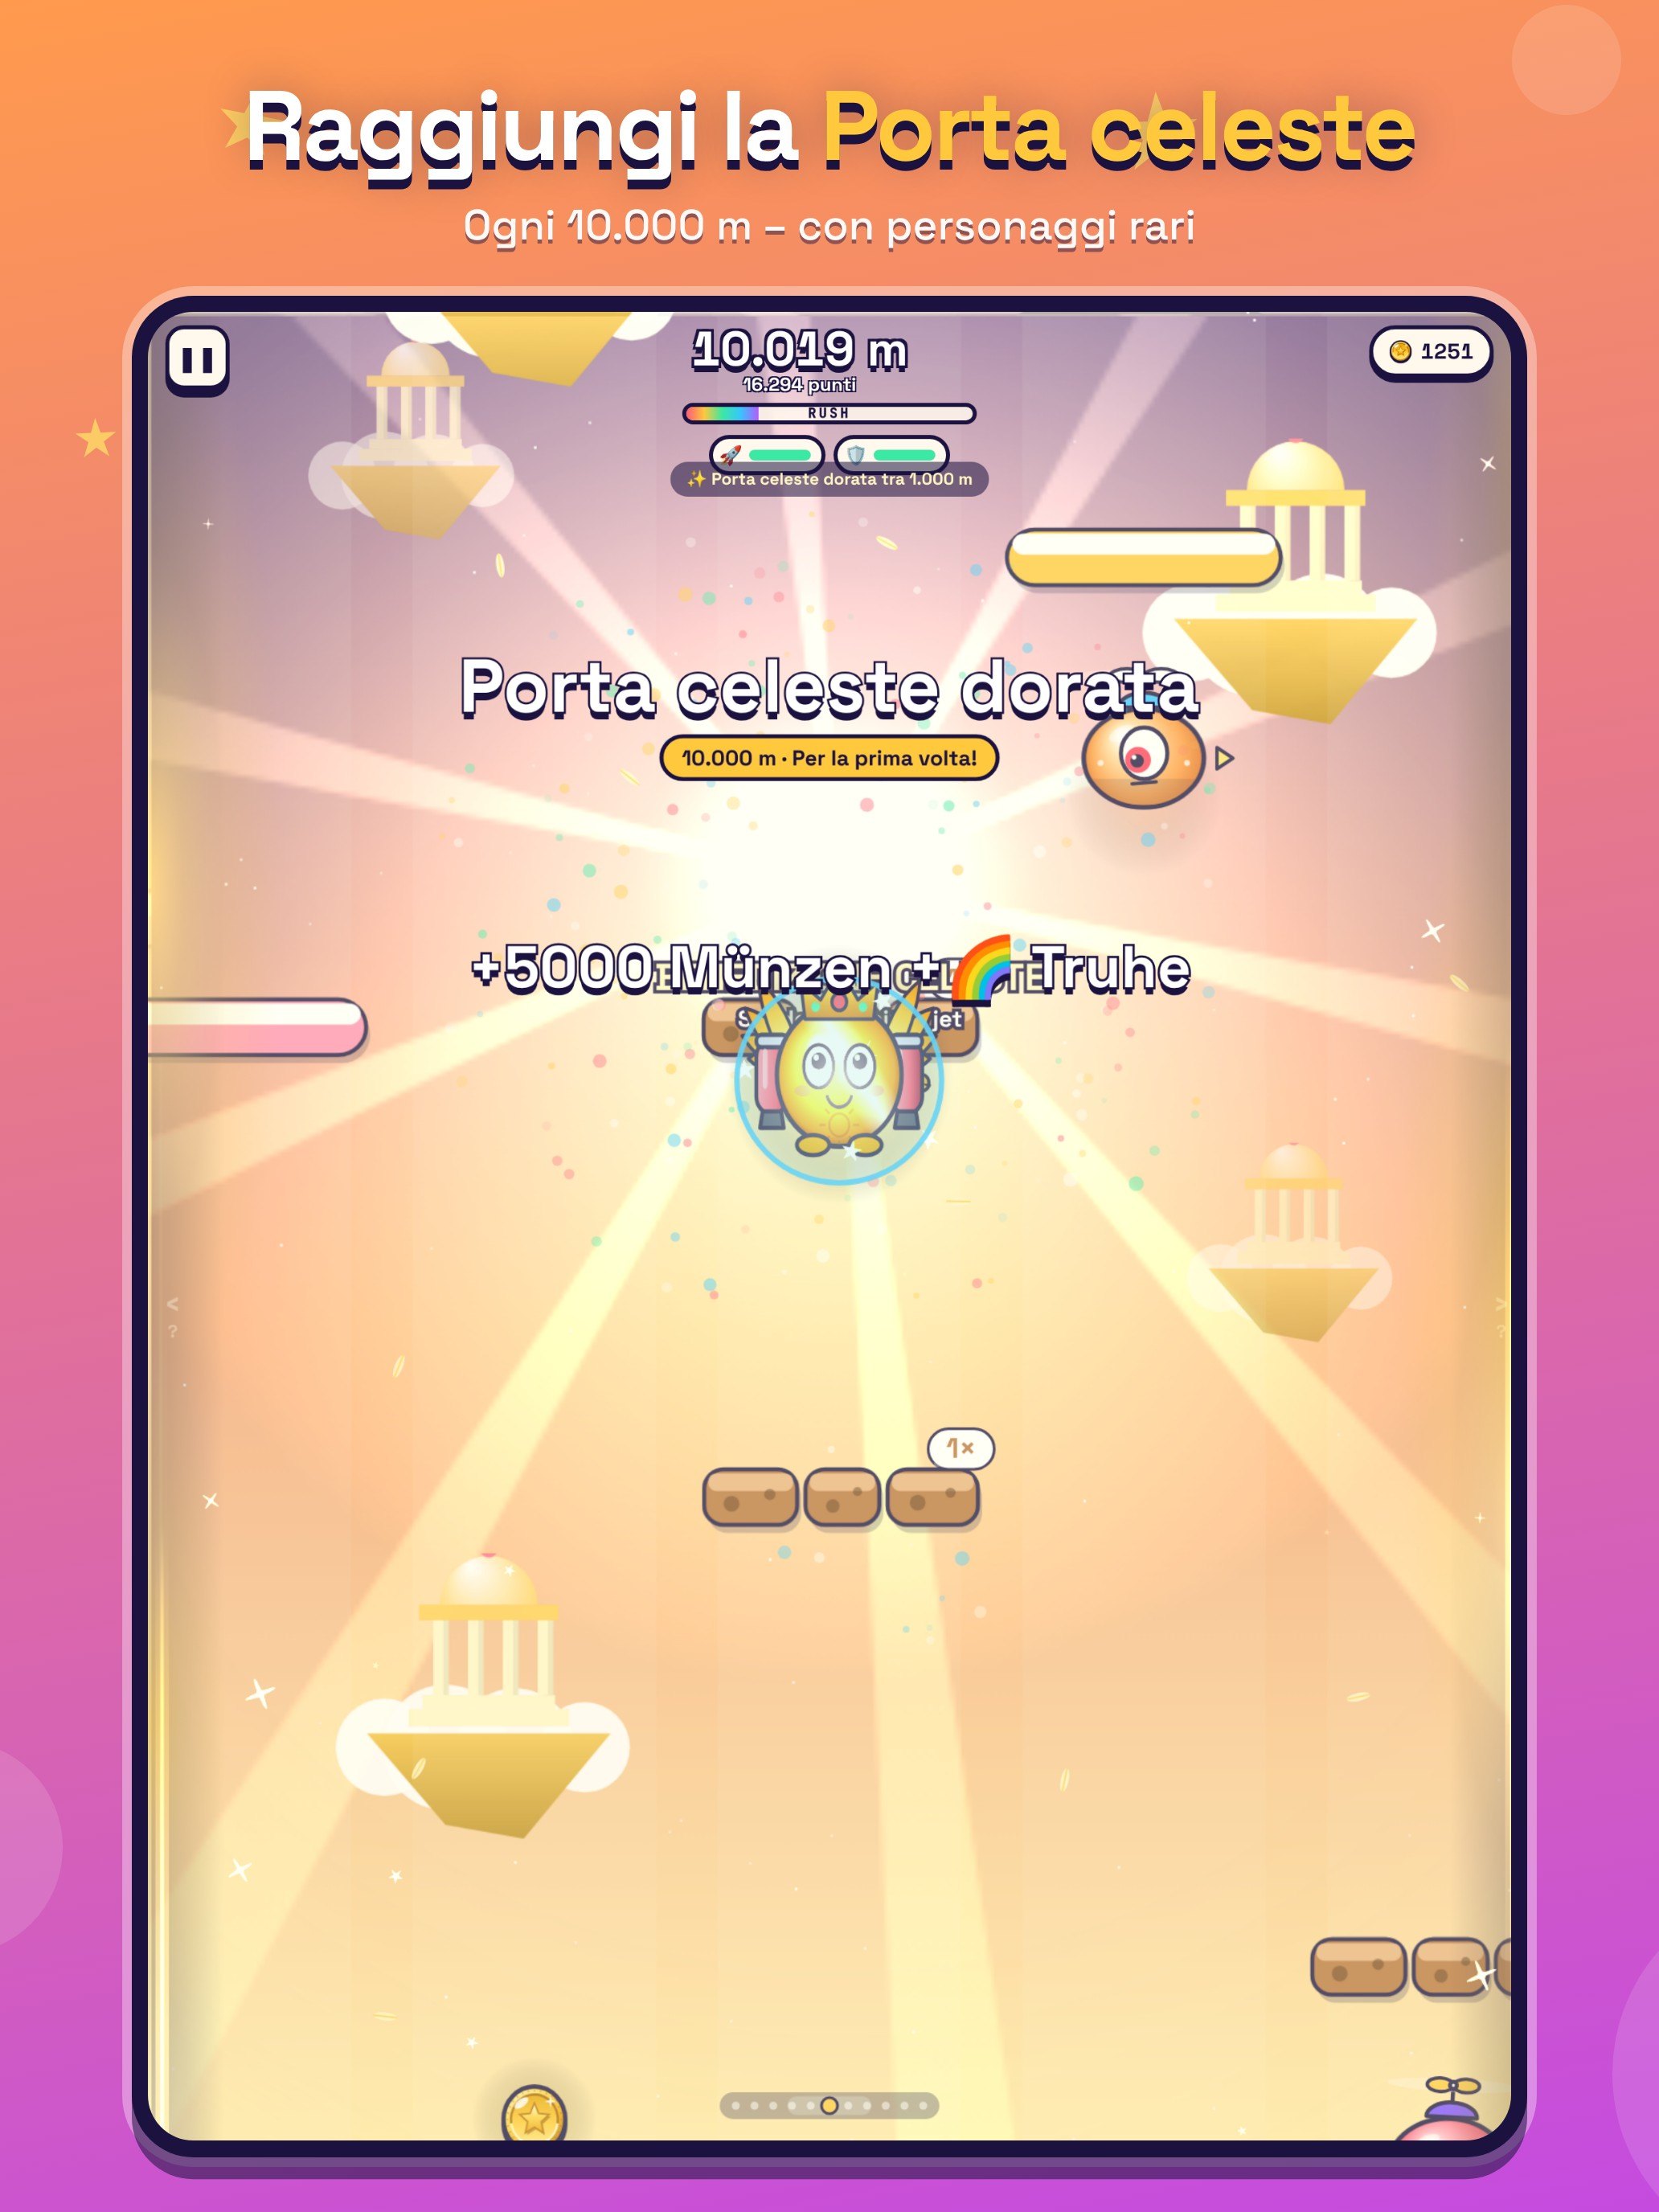 Raggiungi la Porta celeste
Ogni 10.000 m – con personaggi rari
10.019 m
1251
16.294 punti
RUSH
✨ Porta celeste dorata tra 1.000 m
Porta celeste dorata
10.000 m · Per la prima volta!
+5000 Münzen +🌈 Truhe
jet
< >
? ?
1×